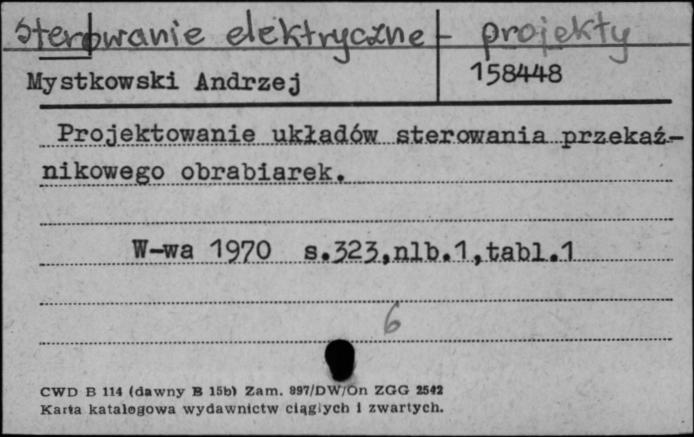 sterowanie elektryczne - projekty
Mystkowski Andrzej
158448
Projektowanie układów sterowania przekaź-
nikowego obrabiarek.
W-wa 1970 s.323,nlb.1,tabl.1
6
CWD B 114 (dawny B 15b) Zam. 997/DW/On ZGG 2542
Karta katalogowa wydawnictw ciągłych i zwartych.